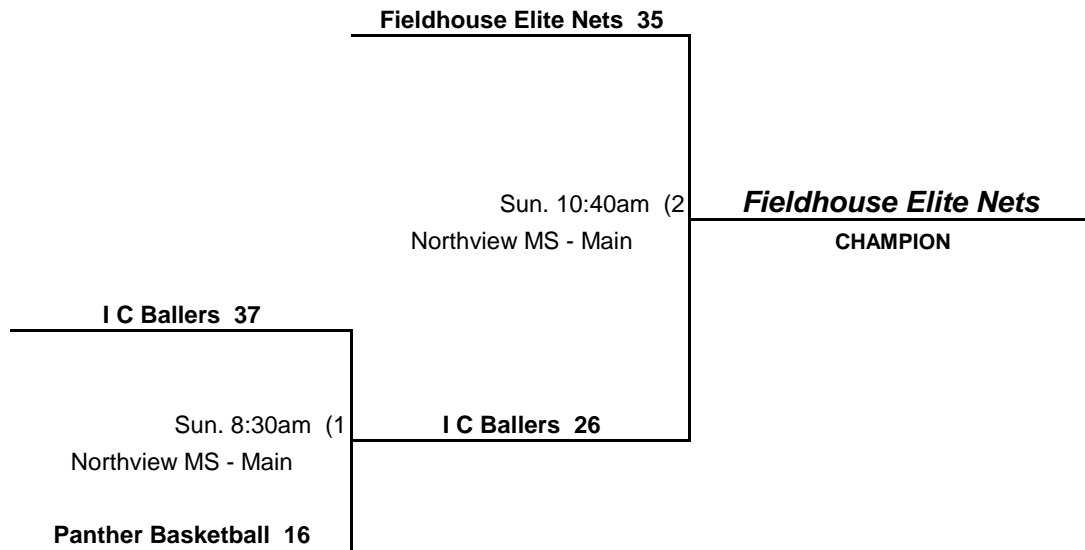 Fieldhouse Elite Nets  35
Sun. 10:40am  (2
Fieldhouse Elite Nets
Northview MS - Main
CHAMPION
I C Ballers  37
Sun. 8:30am  (1
I C Ballers  26
Northview MS - Main
Panther Basketball  16